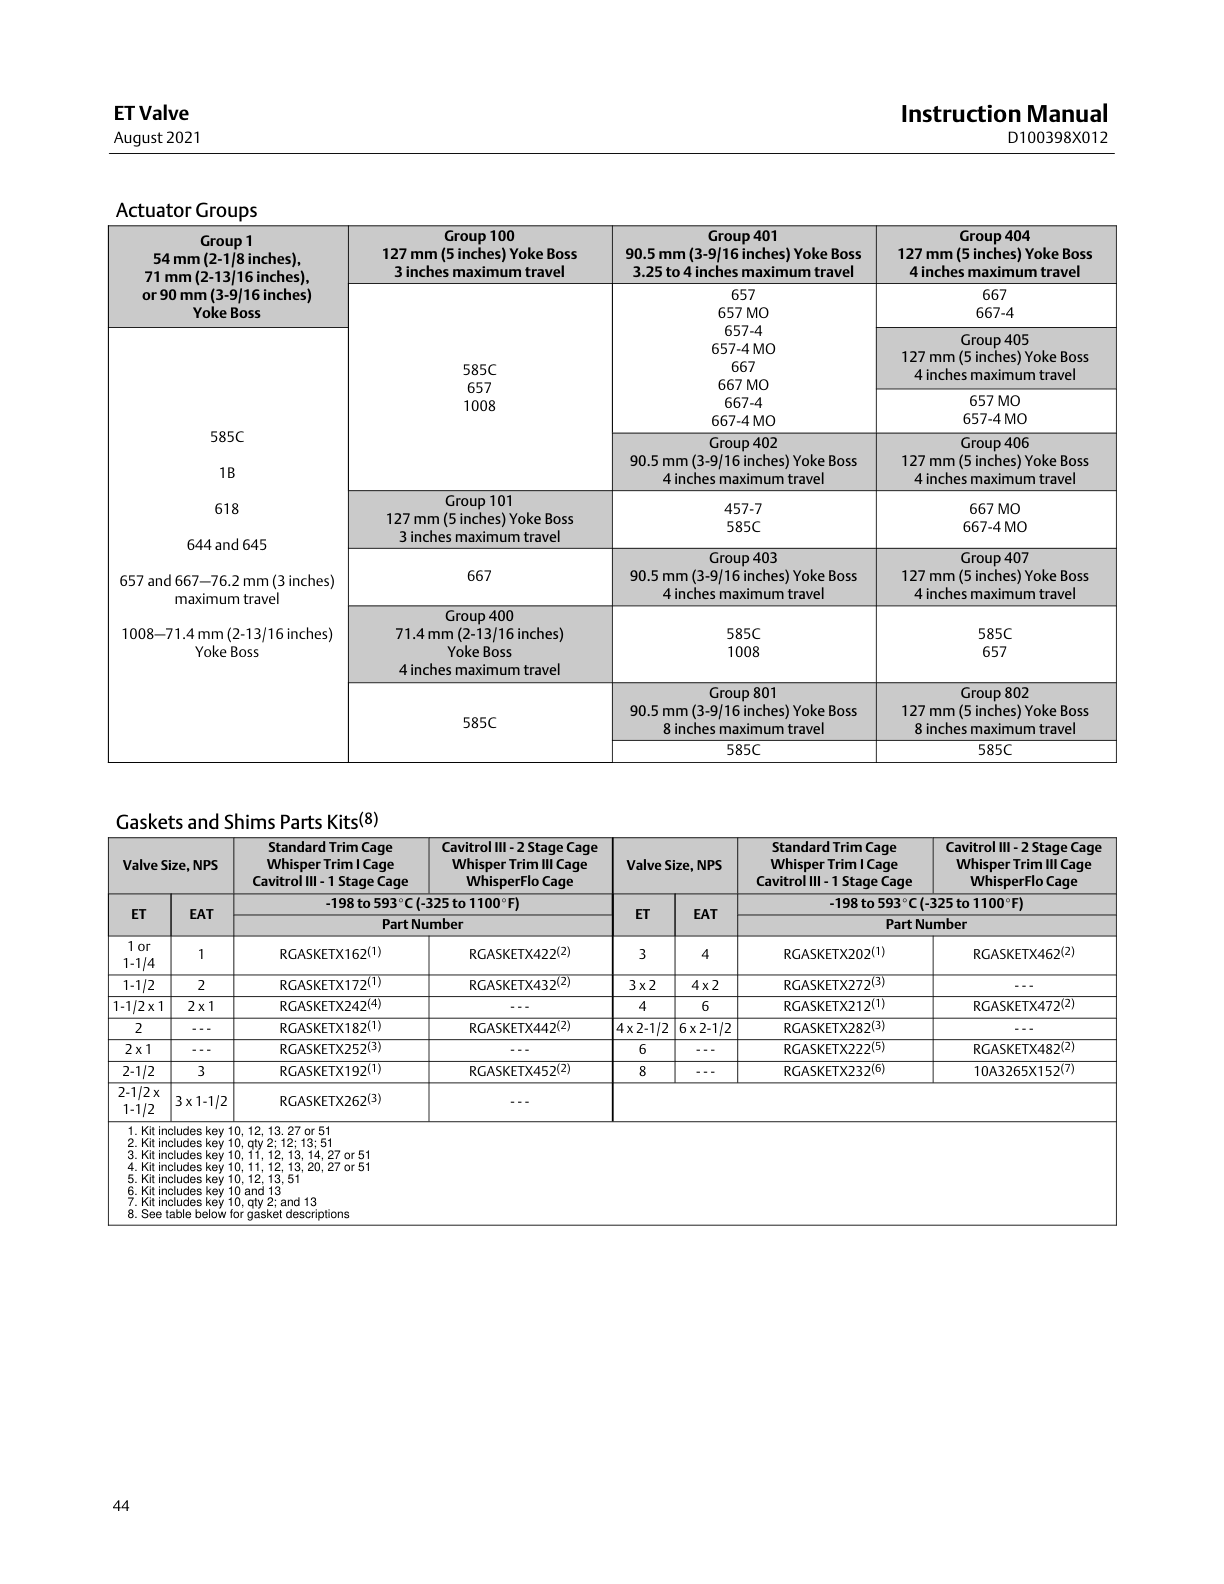 ET Valve
August 2021
Instruction Manual
D100398X012
Actuator Groups
Group 1
54 mm (2-1/8 inches),
71 mm (2-13/16 inches),
or 90 mm (3-9/16 inches)
Yoke Boss
585C
1B
618
644 and 645
657 and 667—76.2 mm (3 inches)
maximum travel
1008—71.4 mm (2-13/16 inches)
Yoke Boss
Group 100
127 mm (5 inches) Yoke Boss
3 inches maximum travel
585C
657
1008
Group 101
127 mm (5 inches) Yoke Boss
3 inches maximum travel
667
Group 400
71.4 mm (2-13/16 inches)
Yoke Boss
4 inches maximum travel
585C
Group 401
90.5 mm (3-9/16 inches) Yoke Boss
3.25 to 4 inches maximum travel
657
657 MO
657-4
657-4 MO
667
667 MO
667-4
667-4 MO
Group 402
90.5 mm (3-9/16 inches) Yoke Boss
4 inches maximum travel
457-7
585C
Group 403
90.5 mm (3-9/16 inches) Yoke Boss
4 inches maximum travel
585C
1008
Group 801
90.5 mm (3-9/16 inches) Yoke Boss
8 inches maximum travel
585C
Group 404
127 mm (5 inches) Yoke Boss
4 inches maximum travel
667
667-4
Group 405
127 mm (5 inches) Yoke Boss
4 inches maximum travel
657 MO
657-4 MO
Group 406
127 mm (5 inches) Yoke Boss
4 inches maximum travel
667 MO
667-4 MO
Group 407
127 mm (5 inches) Yoke Boss
4 inches maximum travel
585C
657
Group 802
127 mm (5 inches) Yoke Boss
8 inches maximum travel
585C
Gaskets and Shims Parts Kits(8)
Valve Size, NPS
Standard Trim Cage
Whisper Trim I Cage
Cavitrol III - 1 Stage Cage
Cavitrol III - 2 Stage Cage
Whisper Trim III Cage
WhisperFlo Cage
Valve Size, NPS
Standard Trim Cage
Whisper Trim I Cage
Cavitrol III - 1 Stage Cage
Cavitrol III - 2 Stage Cage
Whisper Trim III Cage
WhisperFlo Cage
ET EAT -198 to 593°C (-325 to 1100°F) ET EAT -198 to 593°C (-325 to 1100°F)
Part Number Part Number
1 or
1-1/4 1 RGASKETX162(1) RGASKETX422(2) 3 4 RGASKETX202(1) RGASKETX462(2)
1-1/2 2 RGASKETX172(1) RGASKETX432(2) 3 x 2 4 x 2 RGASKETX272(3) - - -
1-1/2 x 1 2 x 1 RGASKETX242(4) - - - 4 6 RGASKETX212(1) RGASKETX472(2)
2 - - - RGASKETX182(1) RGASKETX442(2) 4 x 2-1/2 6 x 2-1/2 RGASKETX282(3) - - -
2 x 1 - - - RGASKETX252(3) - - - 6 - - - RGASKETX222(5) RGASKETX482(2)
2-1/2 3 RGASKETX192(1) RGASKETX452(2) 8 - - - RGASKETX232(6) 10A3265X152(7)
2-1/2 x
1-1/2 3 x 1-1/2 RGASKETX262(3) - - -
1. Kit includes key 10, 12, 13. 27 or 51
2. Kit includes key 10, qty 2; 12; 13; 51
3. Kit includes key 10, 11, 12, 13, 14, 27 or 51
4. Kit includes key 10, 11, 12, 13, 20, 27 or 51
5. Kit includes key 10, 12, 13, 51
6. Kit includes key 10 and 13
7. Kit includes key 10, qty 2; and 13
8. See table below for gasket descriptions
44